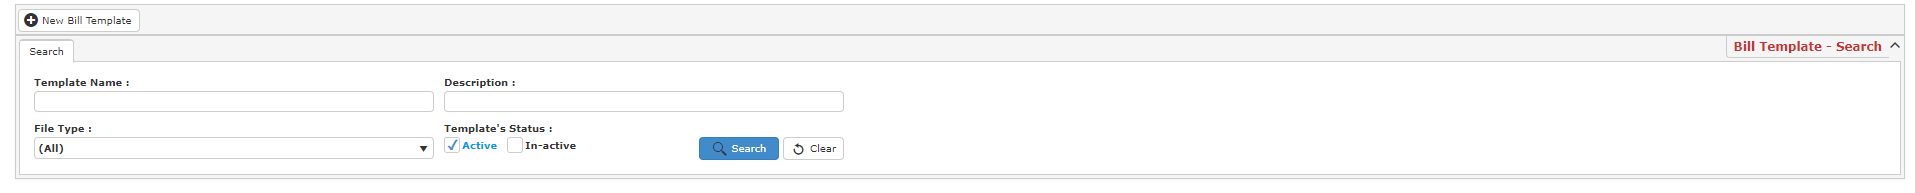 New Bill Template
Search
Bill Template - Search
Template Name :
Description :
File Type :
Template's Status :
(All)
Active
In-active
Search
Clear